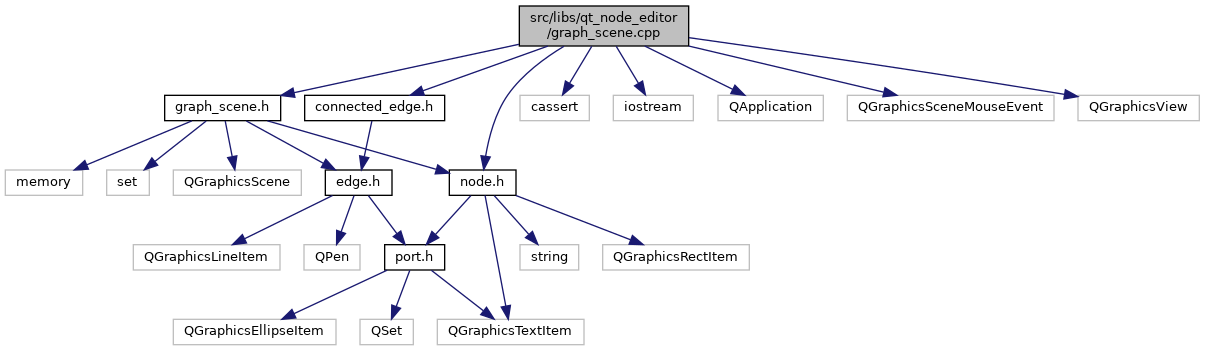 src/libs/qt_node_editor
/graph_scene.cpp
graph_scene.h
connected_edge.h
cassert
iostream
QApplication
QGraphicsSceneMouseEvent
QGraphicsView
memory
set
QGraphicsScene
edge.h
node.h
QGraphicsLineItem
QPen
port.h
string
QGraphicsRectItem
QGraphicsEllipseItem
QSet
QGraphicsTextItem